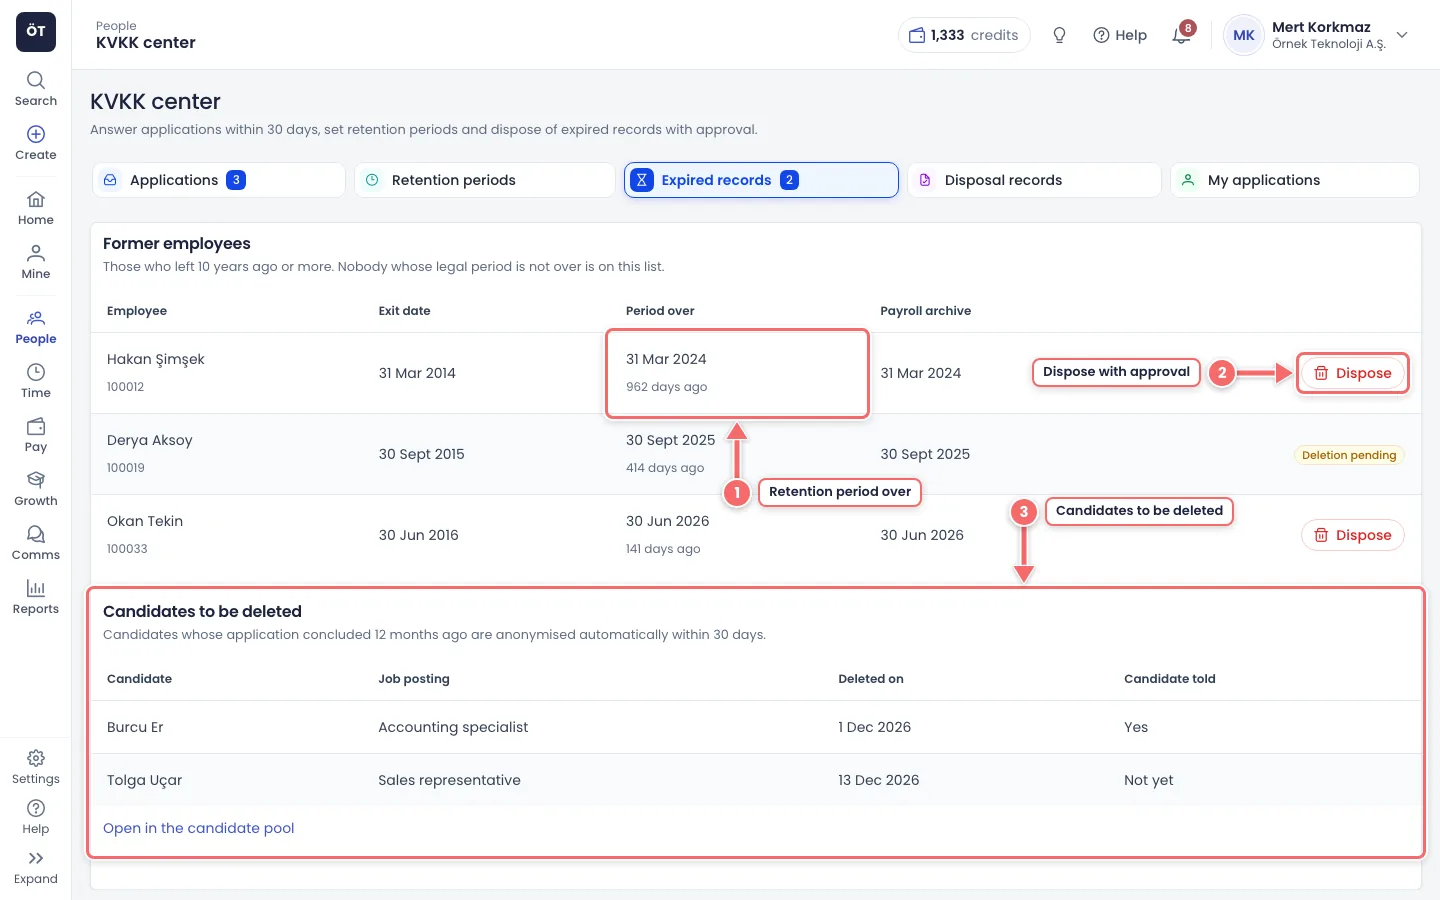 ÖT
Search
Create
Home
Mine
People
Time
Pay
Growth
Comms
Reports
Settings
Help
Expand
People
KVKK center
1,333 credits
Help
8
MK
Mert Korkmaz
Örnek Teknoloji A.Ş.
KVKK center
Answer applications within 30 days, set retention periods and dispose of expired records with approval.
Applications 3
Retention periods
Expired records 2
Disposal records
My applications
Former employees
Those who left 10 years ago or more. Nobody whose legal period is not over is on this list.
Employee Exit date Period over Payroll archive
Hakan Şimşek
100012
31 Mar 2014
31 Mar 2024
962 days ago
31 Mar 2024
Dispose with approval
2
Dispose
Derya Aksoy
100019
30 Sept 2015
30 Sept 2025
414 days ago
30 Sept 2025
Deletion pending
1
Retention period over
Okan Tekin
100033
30 Jun 2016
30 Jun 2026
141 days ago
30 Jun 2026
Dispose
3
Candidates to be deleted
Candidates to be deleted
Candidates whose application concluded 12 months ago are anonymised automatically within 30 days.
Candidate Job posting Deleted on Candidate told
Burcu Er Accounting specialist 1 Dec 2026 Yes
Tolga Uçar Sales representative 13 Dec 2026 Not yet
Open in the candidate pool